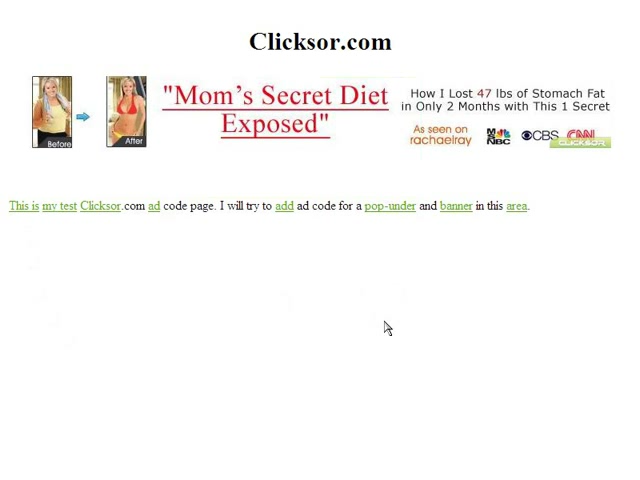 Clicksor.com
"Mom's Secret Diet
Exposed"
How I Lost 47 lbs of Stomach Fat
in Only 2 Months with This 1 Secret
Before
After
As seen on
rachaelray
MSNBC
CBS
CNN
CLICKSOR
This is my test Clicksor.com ad code page. I will try to add ad code for a pop-under and banner in this area.